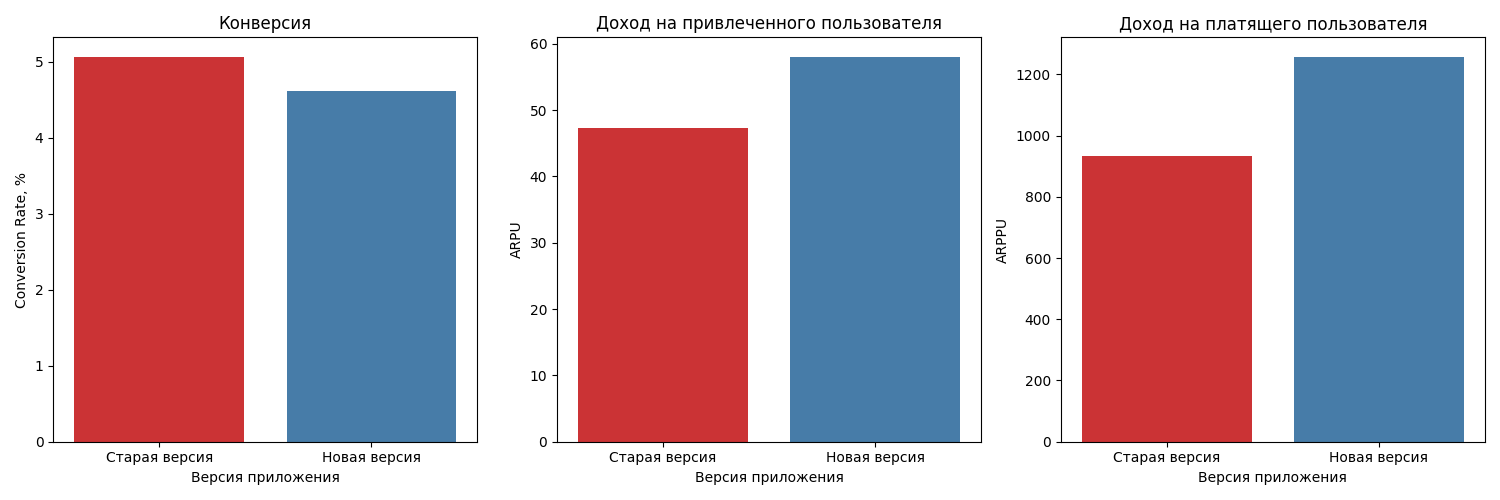 Конверсия
Conversion Rate, %
5
4
3
2
1
0
Старая версия
Новая версия
Версия приложения
Доход на привлеченного пользователя
ARPU
60
50
40
30
20
10
0
Старая версия
Новая версия
Версия приложения
Доход на платящего пользователя
ARPPU
1200
1000
800
600
400
200
0
Старая версия
Новая версия
Версия приложения